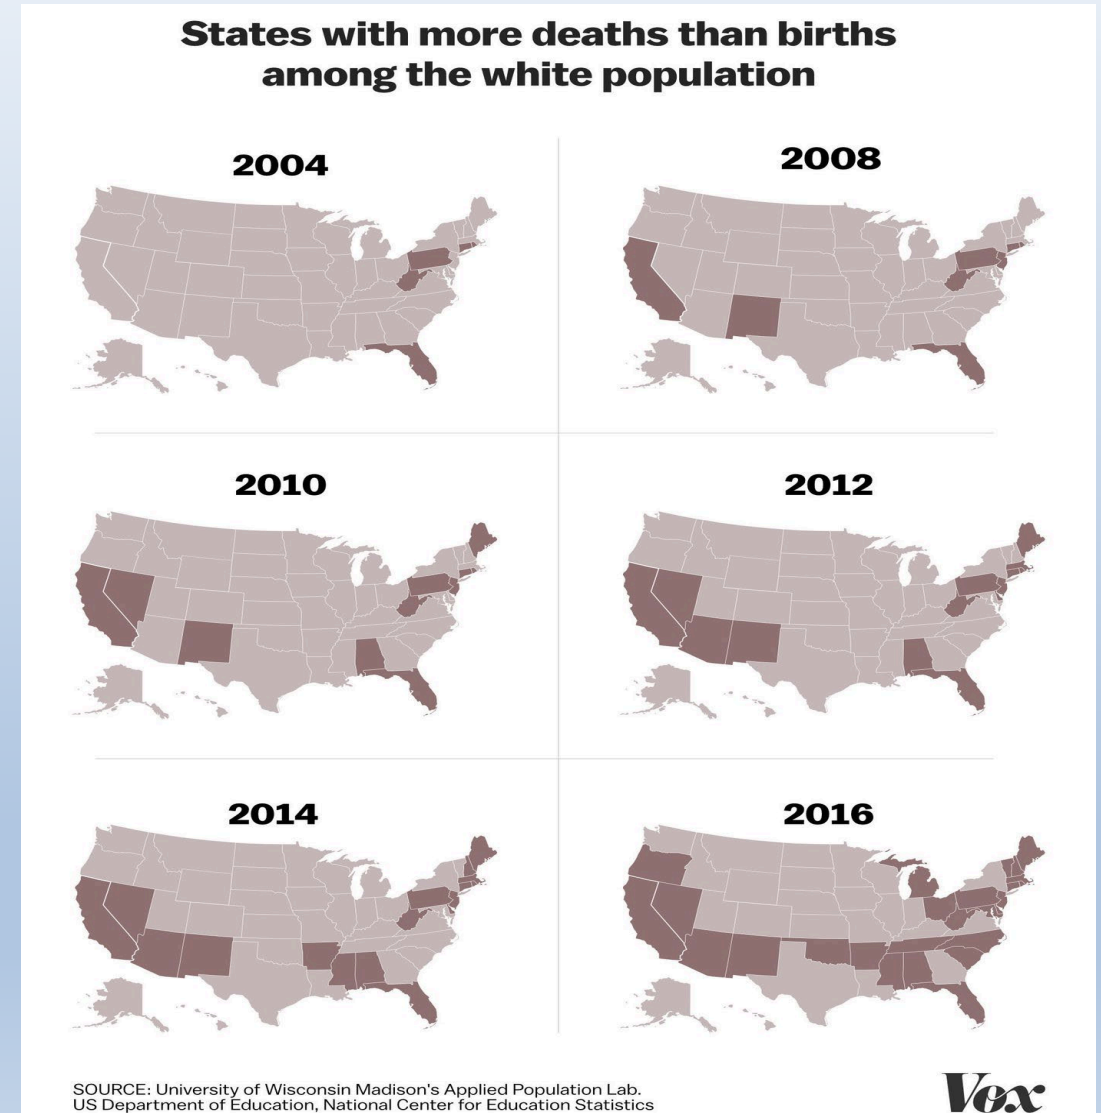 States with more deaths than births
among the white population
2004
2008
2010
2012
2014
2016
SOURCE: University of Wisconsin Madison's Applied Population Lab.
US Department of Education, National Center for Education Statistics
Vox